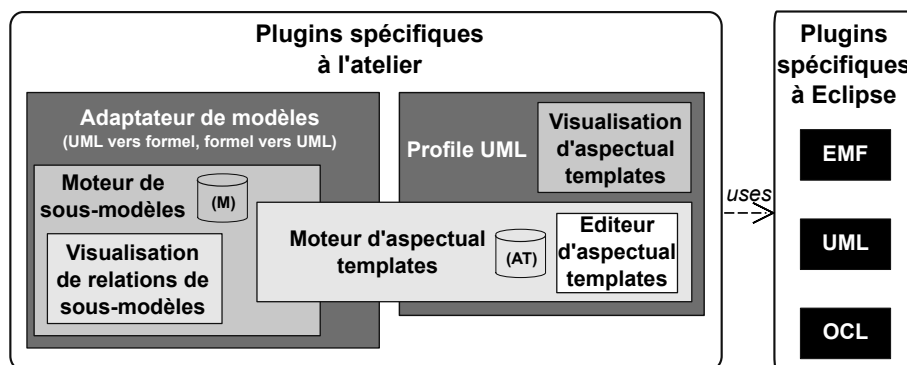 Plugins spécifiques
à l'atelier
Adaptateur de modèles
(UML vers formel, formel vers UML)
Moteur de
sous-modèles
(M)
Visualisation
de relations de
sous-modèles
Profile UML
Visualisation
d'aspectual
templates
Moteur d'aspectual
templates
(AT)
Editeur
d'aspectual
templates
uses
Plugins
spécifiques
à Eclipse
EMF
UML
OCL